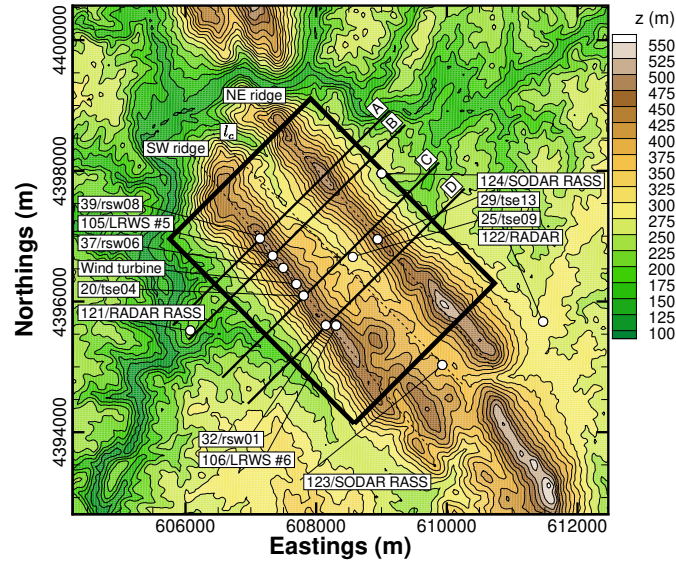 z (m)
550
525
500
475
450
425
400
375
350
325
300
275
250
225
200
175
150
125
100
Northings (m)
4400000
4398000
4396000
4394000
NE ridge
l_c
SW ridge
A
B
C
D
39/rsw08
105/LRWS #5
37/rsw06
Wind turbine
20/tse04
121/RADAR RASS
124/SODAR RASS
29/tse13
25/tse09
122/RADAR
32/rsw01
106/LRWS #6
123/SODAR RASS
606000
608000
610000
612000
Eastings (m)